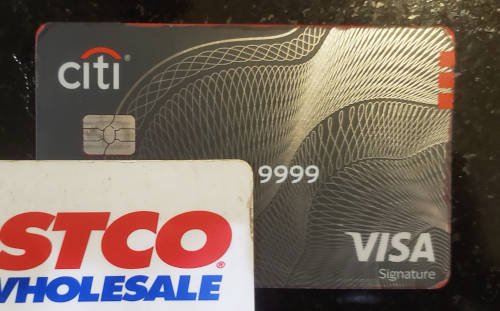 citi®
9999
STCO®
WHOLESALE
VISA
Signature